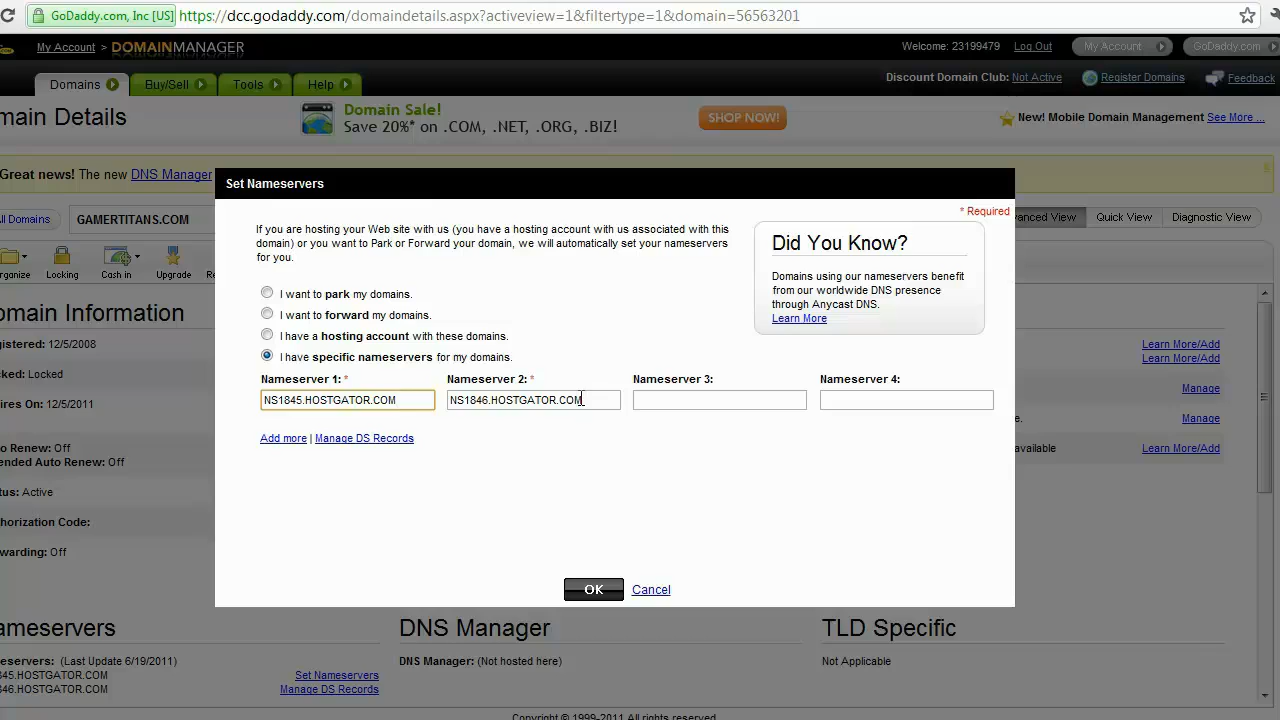 GoDaddy.com, Inc [US] https://dcc.godaddy.com/domaindetails.aspx?activeview=1&filtertype=1&domain=56563201
My Account > DOMAINMANAGER Welcome: 23199479 Log Out My Account GoDaddy.com
Domains Buy/Sell Tools Help Discount Domain Club: Not Active Register Domains Feedback
main Details
Domain Sale!
Save 20%* on .COM, .NET, .ORG, .BIZ!
SHOP NOW!
New! Mobile Domain Management See More ...
Great news! The new DNS Manager
All Domains GAMERTITANS.COM
vanced View Quick View Diagnostic View
rganize Locking Cash in Upgrade Re
Set Nameservers
* Required
If you are hosting your Web site with us (you have a hosting account with us associated with this
domain) or you want to Park or Forward your domain, we will automatically set your nameservers
for you.
Did You Know?
Domains using our nameservers benefit
from our worldwide DNS presence
through Anycast DNS.
Learn More
I want to park my domains.
I want to forward my domains.
I have a hosting account with these domains.
I have specific nameservers for my domains.
Nameserver 1: * Nameserver 2: * Nameserver 3: Nameserver 4:
NS1845.HOSTGATOR.COM NS1846.HOSTGATOR.COM
Add more | Manage DS Records
OK Cancel
omain Information
gistered: 12/5/2008
cked: Locked
ires On: 12/5/2011
o Renew: Off
ended Auto Renew: Off
tus: Active
horization Code:
warding: Off
Learn More/Add
Learn More/Add
Manage
e. Manage
available Learn More/Add
ameservers DNS Manager TLD Specific
eservers: (Last Update 6/19/2011) DNS Manager: (Not hosted here) Not Applicable
845.HOSTGATOR.COM Set Nameservers
846.HOSTGATOR.COM Manage DS Records
Copyright © 1999-2011 All rights reserved